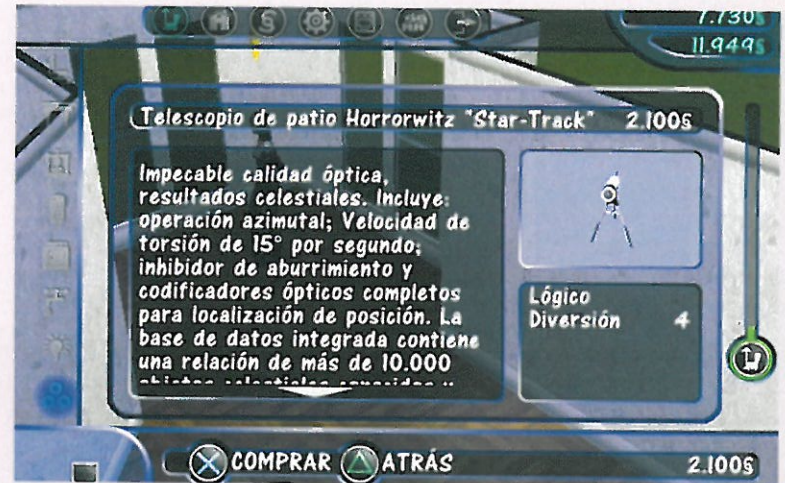 7.730§
11.949§
Telescopio de patio Horrorwitz "Star-Track" 2.100§
Impecable calidad óptica,
resultados celestiales. Incluye:
operación azimutal; Velocidad de
torsión de 15° por segundo;
inhibidor de aburrimiento y
codificadores ópticos completos
para localización de posición. La
base de datos integrada contiene
una relación de más de 10.000
objetos celestiales conocidos y
Lógico
Diversión 4
COMPRAR ATRÁS 2.100§